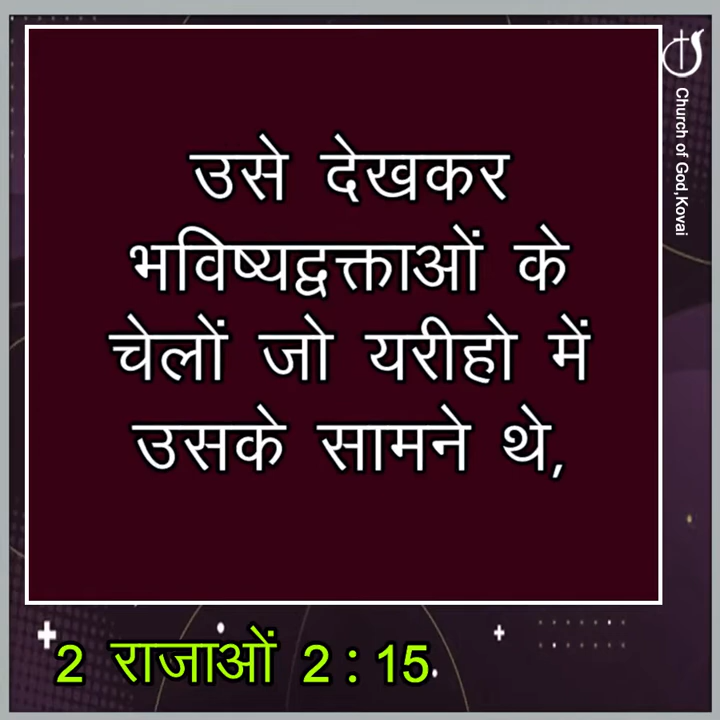 उसे देखकर
भविष्यद्वक्ताओं के
चेलों जो यरीहो में
उसके सामने थे,
2 राजाओं 2 : 15.
Church of God,Kovai